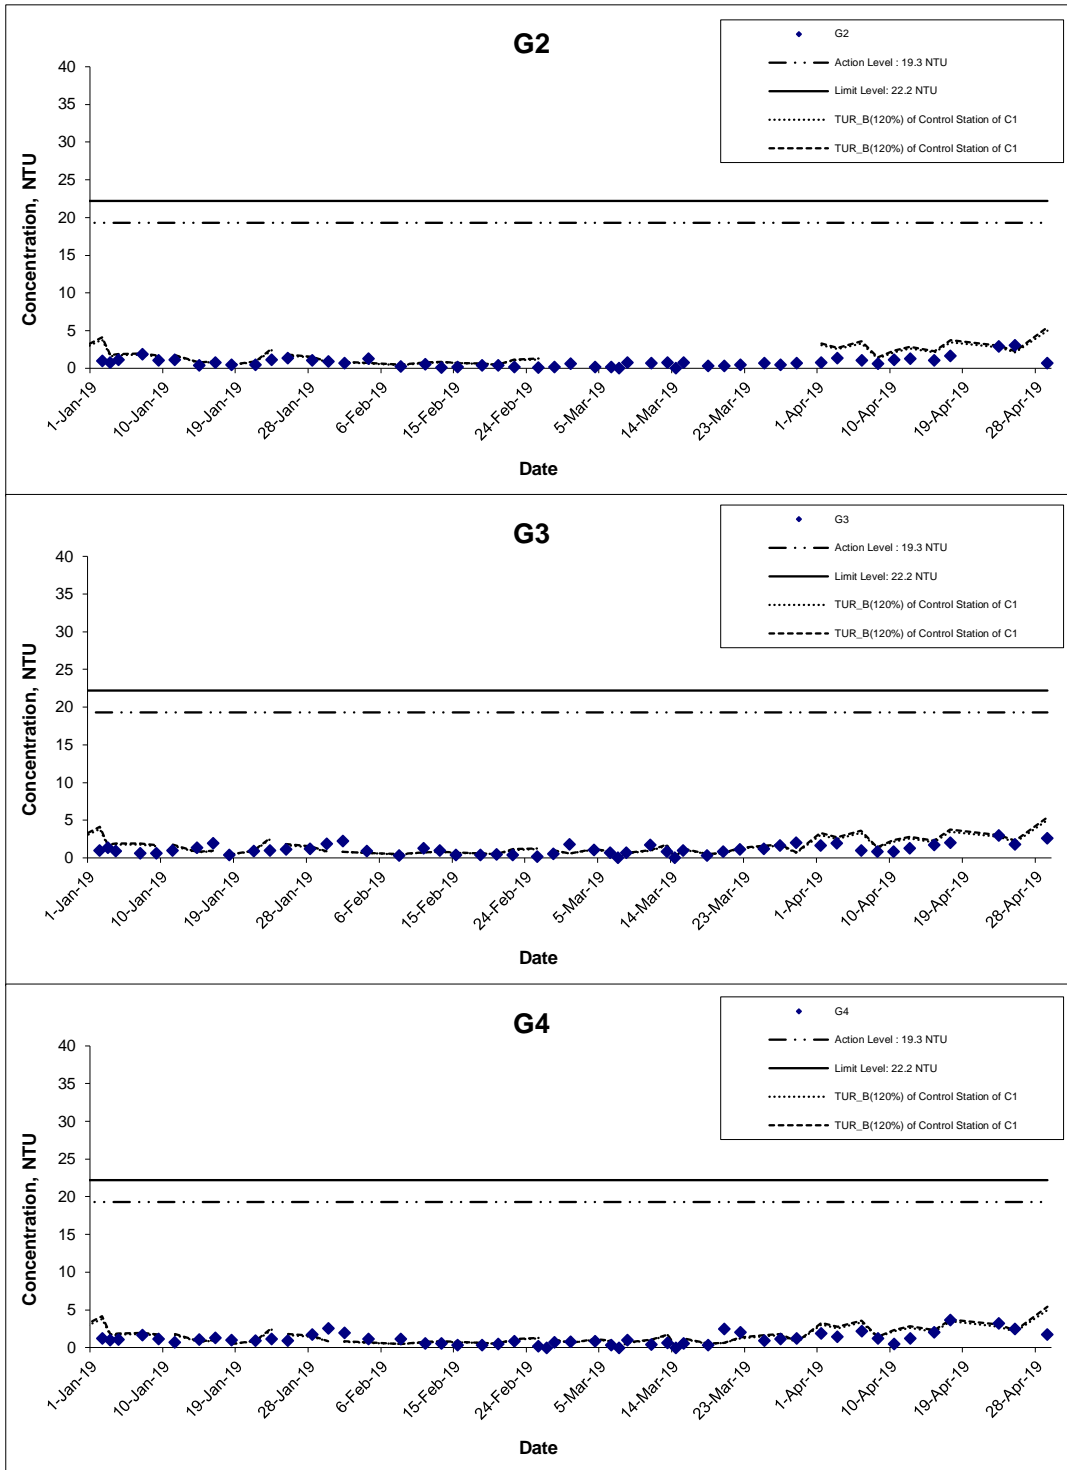 G2
G2
Action Level : 19.3 NTU
Limit Level: 22.2 NTU
TUR_B(120%) of Control Station of C1
TUR_B(120%) of Control Station of C1
Concentration, NTU
40
35
30
25
20
15
10
5
0
1-Jan-19
10-Jan-19
19-Jan-19
28-Jan-19
6-Feb-19
15-Feb-19
24-Feb-19
5-Mar-19
14-Mar-19
23-Mar-19
1-Apr-19
10-Apr-19
19-Apr-19
28-Apr-19
Date
G3
G3
Action Level : 19.3 NTU
Limit Level: 22.2 NTU
TUR_B(120%) of Control Station of C1
TUR_B(120%) of Control Station of C1
Concentration, NTU
40
35
30
25
20
15
10
5
0
1-Jan-19
10-Jan-19
19-Jan-19
28-Jan-19
6-Feb-19
15-Feb-19
24-Feb-19
5-Mar-19
14-Mar-19
23-Mar-19
1-Apr-19
10-Apr-19
19-Apr-19
28-Apr-19
Date
G4
G4
Action Level : 19.3 NTU
Limit Level: 22.2 NTU
TUR_B(120%) of Control Station of C1
TUR_B(120%) of Control Station of C1
Concentration, NTU
40
35
30
25
20
15
10
5
0
1-Jan-19
10-Jan-19
19-Jan-19
28-Jan-19
6-Feb-19
15-Feb-19
24-Feb-19
5-Mar-19
14-Mar-19
23-Mar-19
1-Apr-19
10-Apr-19
19-Apr-19
28-Apr-19
Date